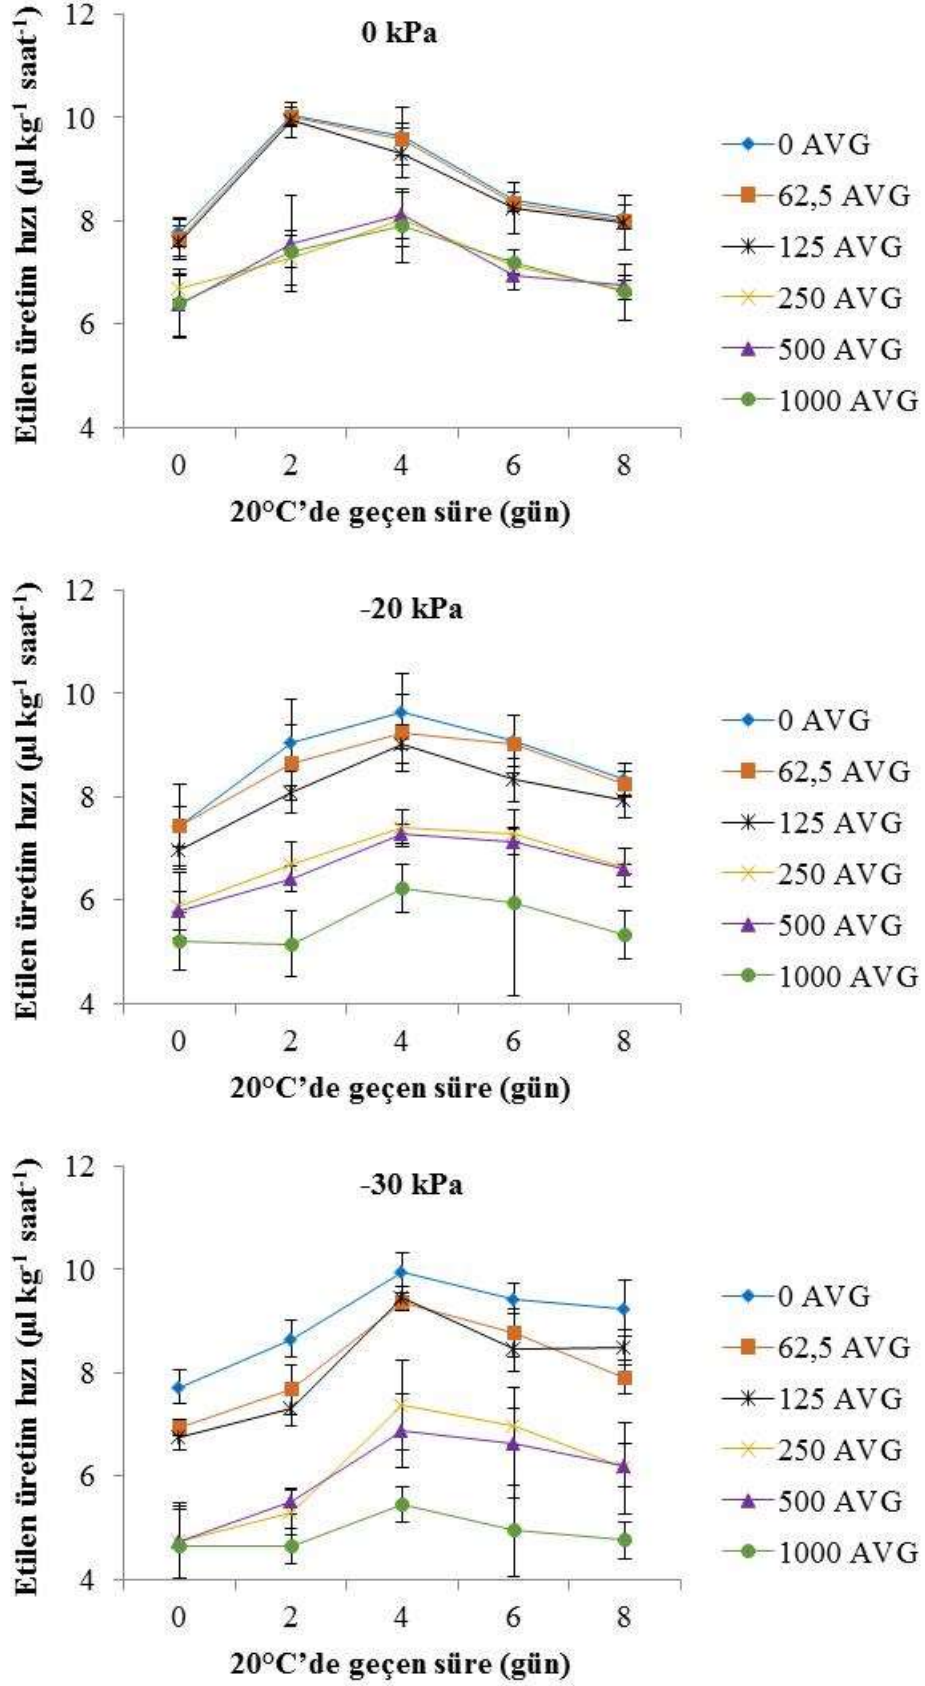 0 kPa
Etilen üretim hızı (µl kg⁻¹ saat⁻¹)
12
10
8
6
4
0 2 4 6 8
20°C’de geçen süre (gün)
0 AVG
62,5 AVG
125 AVG
250 AVG
500 AVG
1000 AVG
-20 kPa
Etilen üretim hızı (µl kg⁻¹ saat⁻¹)
12
10
8
6
4
0 2 4 6 8
20°C’de geçen süre (gün)
0 AVG
62,5 AVG
125 AVG
250 AVG
500 AVG
1000 AVG
-30 kPa
Etilen üretim hızı (µl kg⁻¹ saat⁻¹)
12
10
8
6
4
0 2 4 6 8
20°C’de geçen süre (gün)
0 AVG
62,5 AVG
125 AVG
250 AVG
500 AVG
1000 AVG